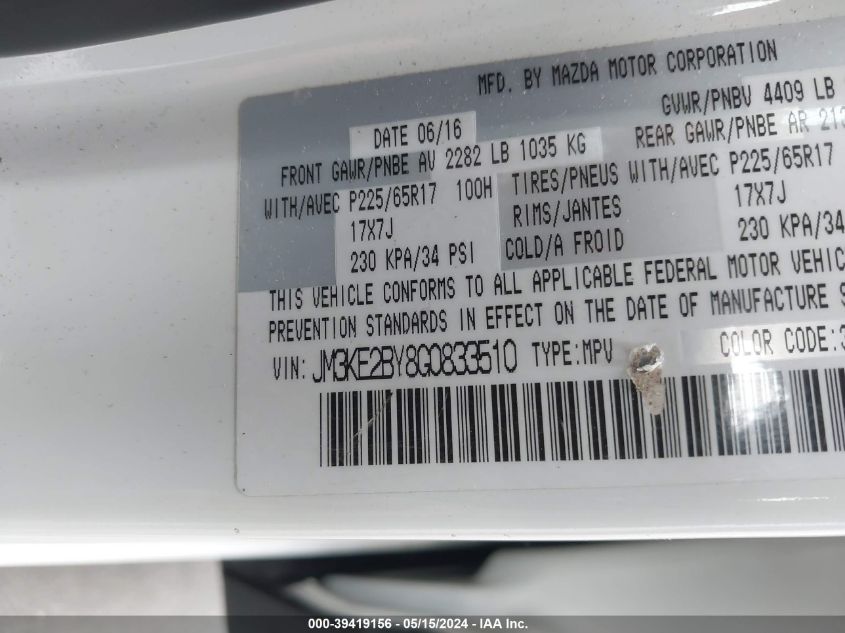 MFD. BY MAZDA MOTOR CORPORATION
DATE 06/16 GVWR/PNBV 4409 LB
FRONT GAWR/PNBE AV 2282 LB 1035 KG REAR GAWR/PNBE AR
WITH/AVEC P225/65R17 100H TIRES/PNEUS WITH/AVEC P225/65R17
17X7J RIMS/JANTES 17X7J
230 KPA/34 PSI COLD/A FROID 230 KPA/34
THIS VEHICLE CONFORMS TO ALL APPLICABLE FEDERAL MOTOR
PREVENTION STANDARDS IN EFFECT ON THE DATE OF MANUFACTURE
VIN: JM3KE2BY8G0833510 TYPE:MPV COLOR CODE:
000-39419156 - 05/15/2024 - IAA Inc.